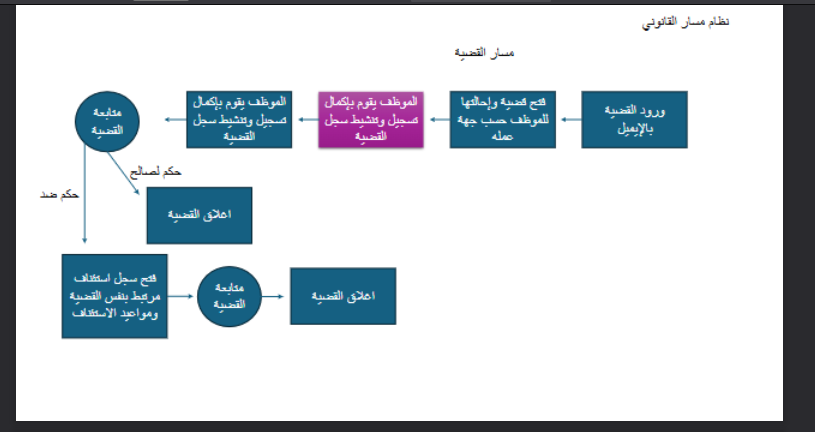 نظام مسار القانوني
مسار القضية
ورود القضية
بالإيميل
فتح قضية وإحالتها
للموظف حسب جهة
عمله
الموظف يقوم بإكمال
تسجيل وتنشيط سجل
القضية
الموظف يقوم بإكمال
تسجيل وتنشيط سجل
القضية
متابعة
القضية
حكم لصالح
حكم ضد
اغلاق القضية
فتح سجل استئناف
مرتبط بنفس القضية
ومواعيد الاستئناف
متابعة
القضية
اغلاق القضية